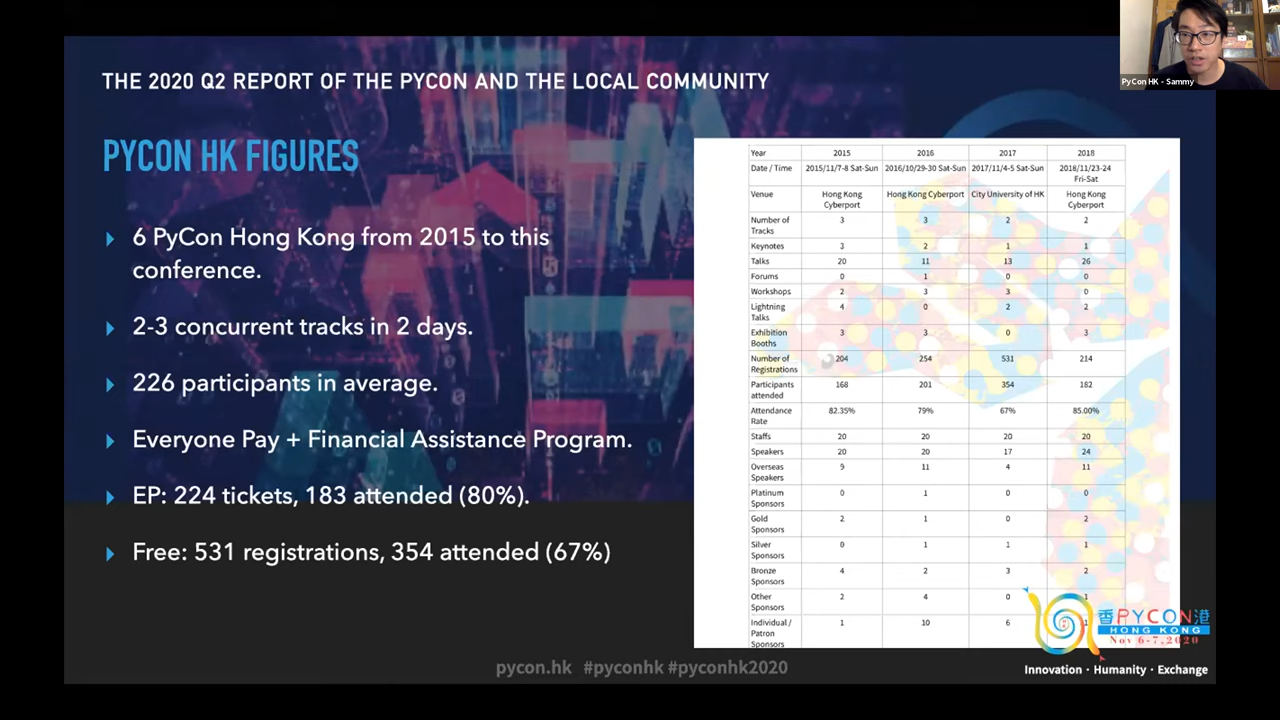 THE 2020 Q2 REPORT OF THE PYCON AND THE LOCAL COMMUNITY
PyCon HK - Sammy
PYCON HK FIGURES
6 PyCon Hong Kong from 2015 to this
conference.
2-3 concurrent tracks in 2 days.
226 participants in average.
Everyone Pay + Financial Assistance Program.
EP: 224 tickets, 183 attended (80%).
Free: 531 registrations, 354 attended (67%)
Year 2015 2016 2017 2018
Date / Time 2015/11/7-8 Sat-Sun 2016/10/29-30 Sat-Sun 2017/11/4-5 Sat-Sun 2018/11/23-24
Fri-Sat
Venue Hong Kong Hong Kong Cyberport City University of HK Hong Kong
Cyberport Cyberport
Number of 3 3 2 2
Tracks
Keynotes 3 2 1 1
Talks 20 11 13 26
Forums 0 1 0 0
Workshops 2 3 3 0
Lightning 4 0 2 2
Talks
Exhibition 3 3 0 3
Booths
Number of 204 254 531 214
Registrations
Participants 168 201 354 182
attended
Attendance 82.35% 79% 67% 85.00%
Rate
Staffs 20 20 20 20
Speakers 20 20 17 24
Overseas 9 11 4 11
Speakers
Platinum 0 1 0 0
Sponsors
Gold 2 1 0 2
Sponsors
Silver 0 1 1 1
Sponsors
Bronze 4 2 3 2
Sponsors
Other 2 4 0 1
Sponsors
Individual / 1 10 6 1
Patron
Sponsors
香PYCON港
HONG KONG
Nov 6-7, 2020
Innovation · Humanity · Exchange
pycon.hk #pyconhk #pyconhk2020